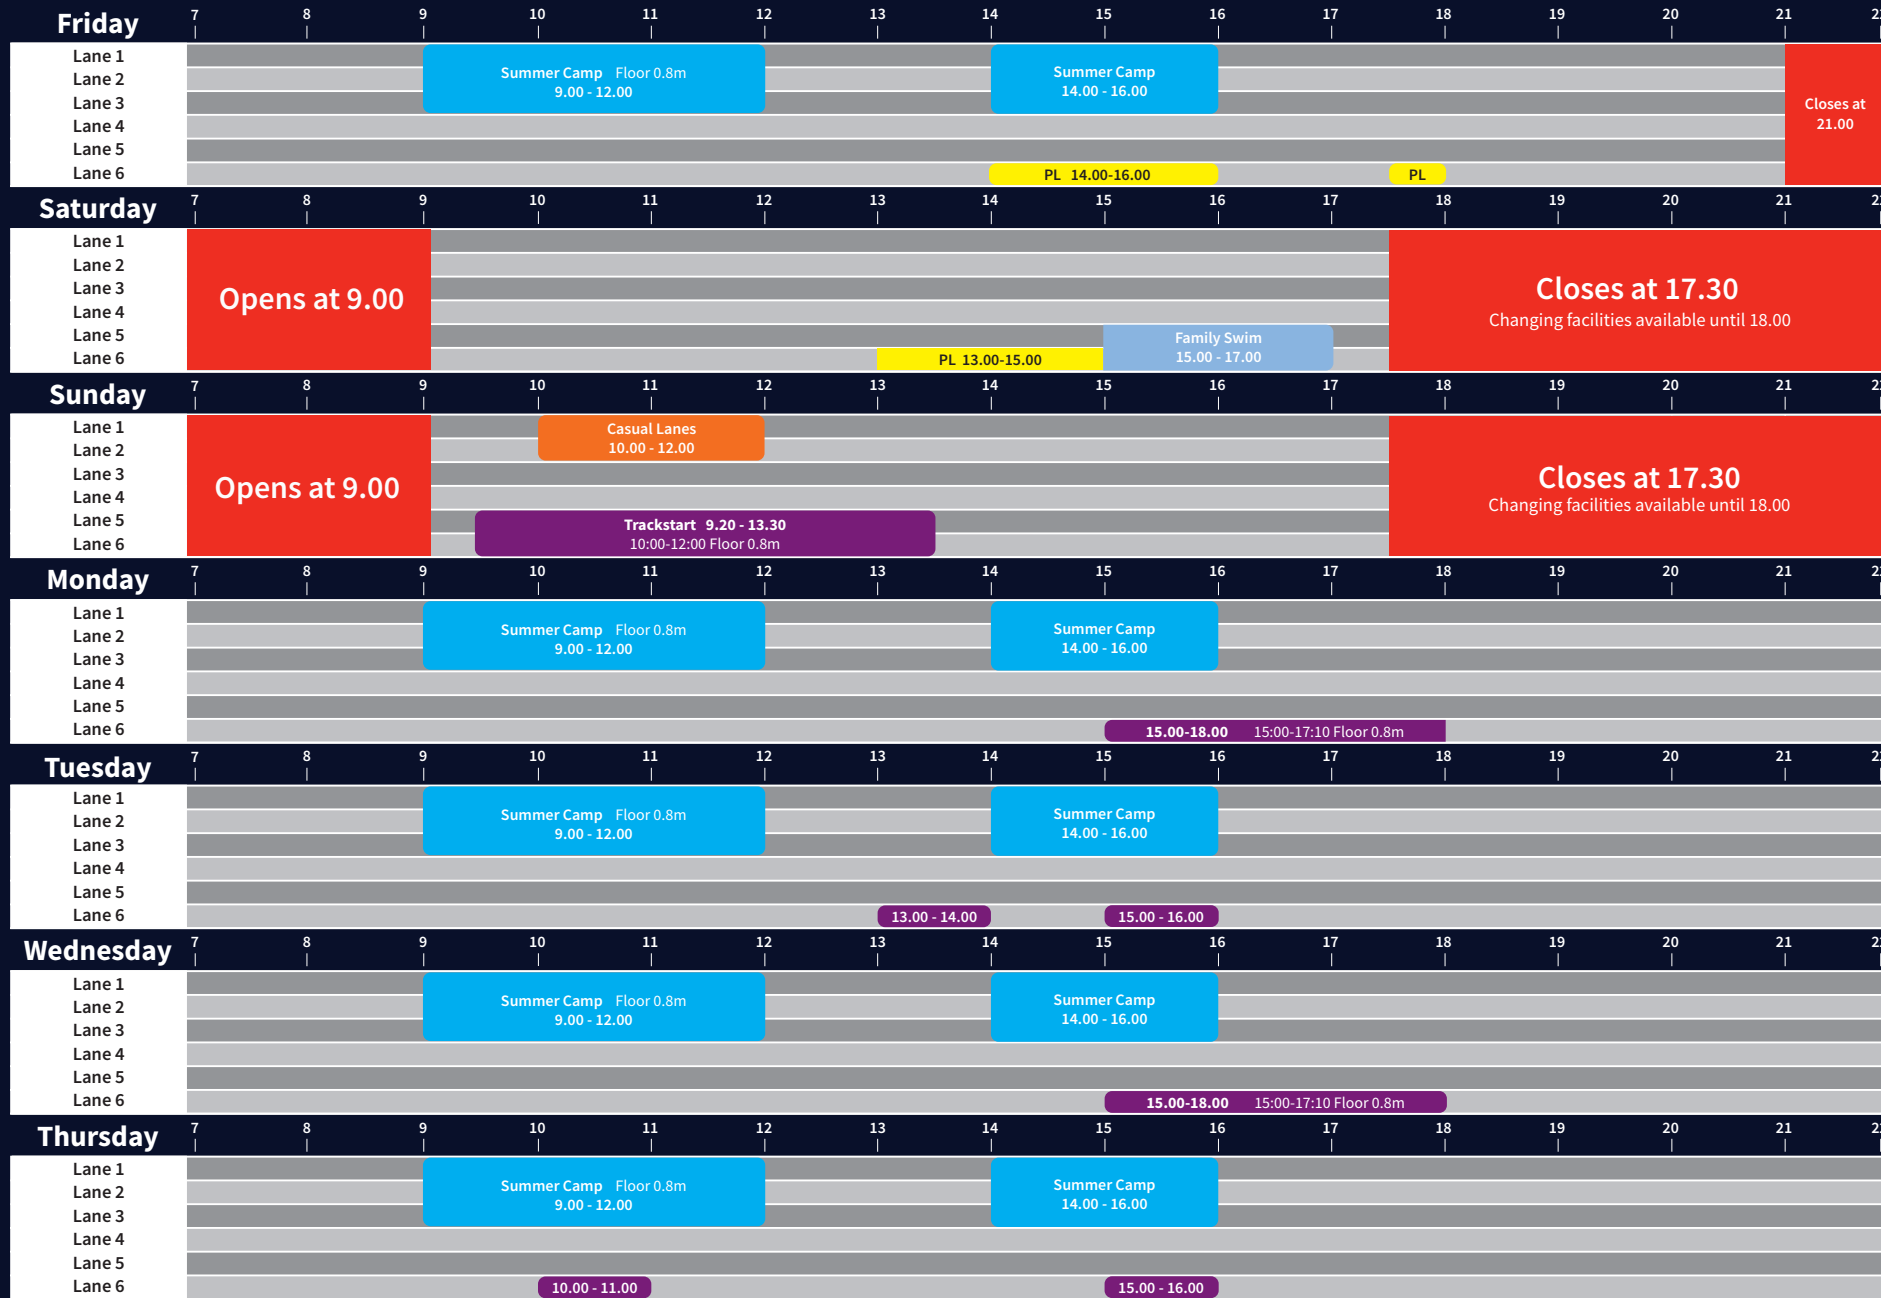 Friday 7 8 9 10 11 12 13 14 15 16 17 18 19 20 21
Lane 1
Lane 2
Lane 3
Lane 4
Lane 5
Lane 6
Summer Camp Floor 0.8m
9.00 - 12.00
Summer Camp
14.00 - 16.00
Closes at
21.00
PL 14.00-16.00
PL
Saturday 7 8 9 10 11 12 13 14 15 16 17 18 19 20 21
Lane 1
Lane 2
Lane 3
Lane 4
Lane 5
Lane 6
Opens at 9.00
PL 13.00-15.00
Family Swim
15.00 - 17.00
Closes at 17.30
Changing facilities available until 18.00
Sunday 7 8 9 10 11 12 13 14 15 16 17 18 19 20 21
Lane 1
Lane 2
Lane 3
Lane 4
Lane 5
Lane 6
Opens at 9.00
Casual Lanes
10.00 - 12.00
Trackstart 9.20 - 13.30
10:00-12:00 Floor 0.8m
Closes at 17.30
Changing facilities available until 18.00
Monday 7 8 9 10 11 12 13 14 15 16 17 18 19 20 21
Lane 1
Lane 2
Lane 3
Lane 4
Lane 5
Lane 6
Summer Camp Floor 0.8m
9.00 - 12.00
Summer Camp
14.00 - 16.00
15.00-18.00 15:00-17:10 Floor 0.8m
Tuesday 7 8 9 10 11 12 13 14 15 16 17 18 19 20 21
Lane 1
Lane 2
Lane 3
Lane 4
Lane 5
Lane 6
Summer Camp Floor 0.8m
9.00 - 12.00
Summer Camp
14.00 - 16.00
13.00 - 14.00
15.00 - 16.00
Wednesday 7 8 9 10 11 12 13 14 15 16 17 18 19 20 21
Lane 1
Lane 2
Lane 3
Lane 4
Lane 5
Lane 6
Summer Camp Floor 0.8m
9.00 - 12.00
Summer Camp
14.00 - 16.00
15.00-18.00 15:00-17:10 Floor 0.8m
Thursday 7 8 9 10 11 12 13 14 15 16 17 18 19 20 21
Lane 1
Lane 2
Lane 3
Lane 4
Lane 5
Lane 6
Summer Camp Floor 0.8m
9.00 - 12.00
Summer Camp
14.00 - 16.00
10.00 - 11.00
15.00 - 16.00